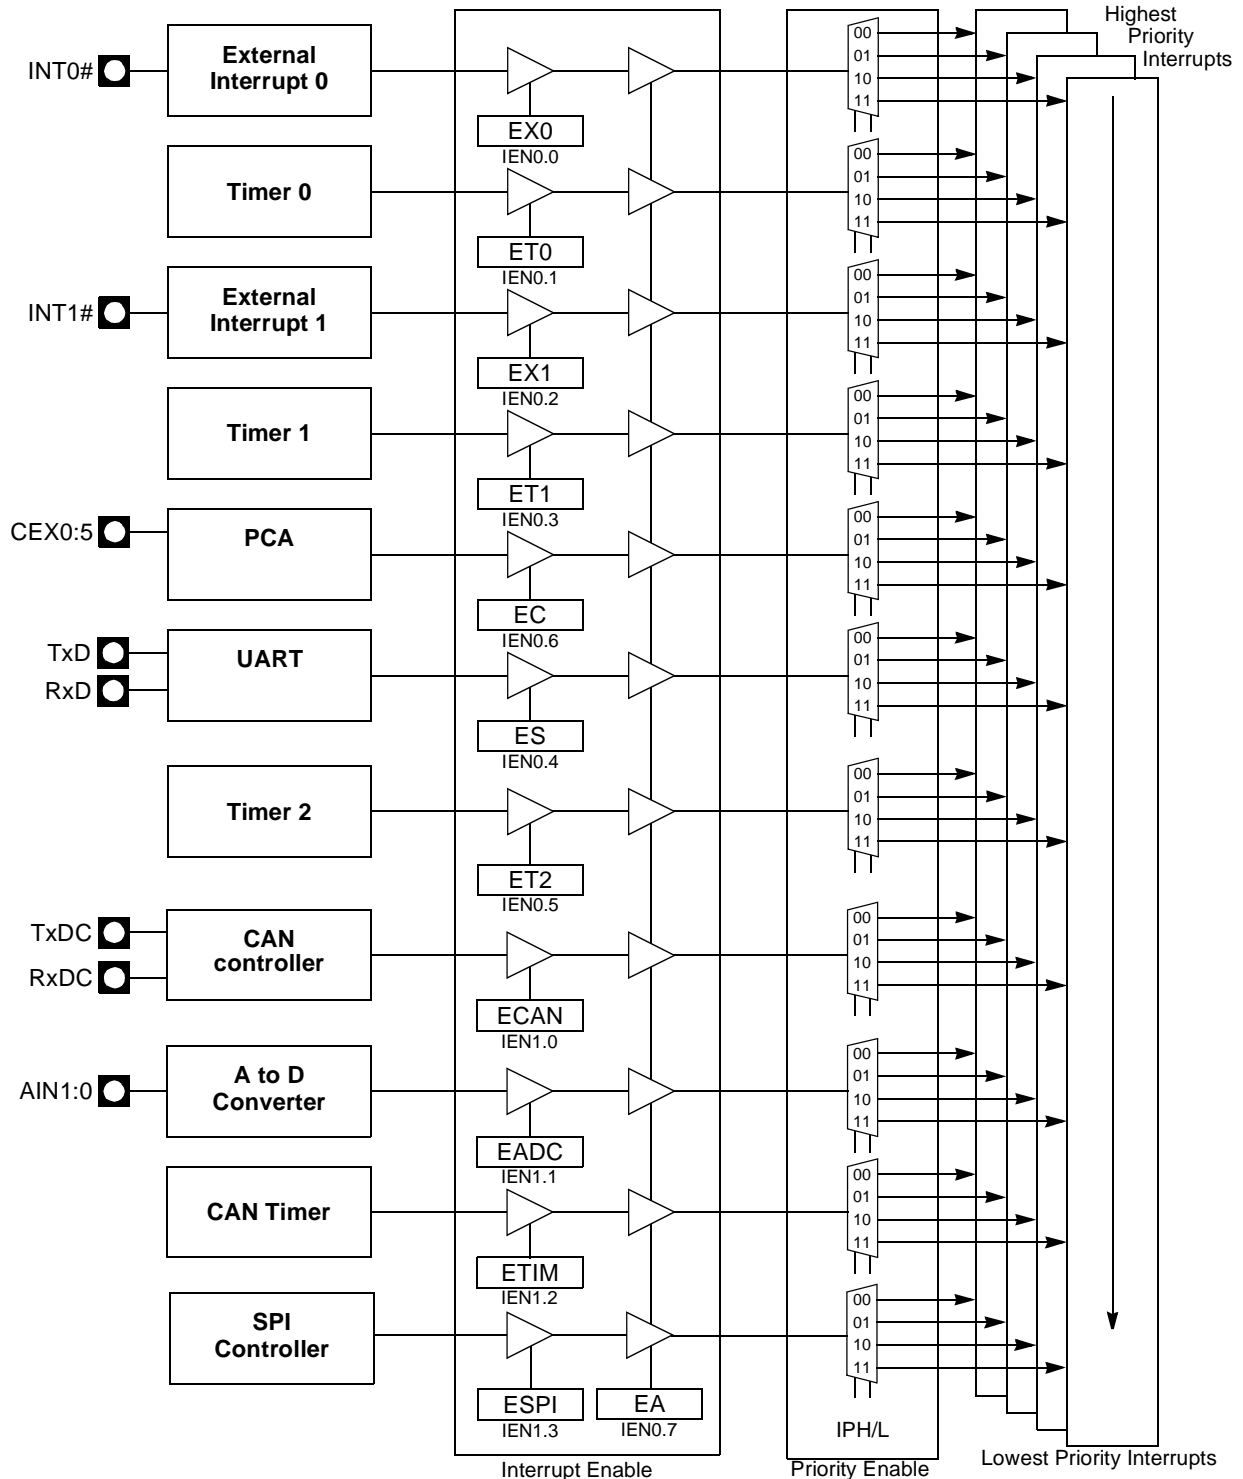 Highest
Priority
Interrupts
INT0#
External
Interrupt 0
EX0
IEN0.0
00
01
10
11
Timer 0
ET0
IEN0.1
00
01
10
11
INT1#
External
Interrupt 1
EX1
IEN0.2
00
01
10
11
Timer 1
ET1
IEN0.3
00
01
10
11
CEX0:5
PCA
EC
IEN0.6
00
01
10
11
TxD
RxD
UART
ES
IEN0.4
00
01
10
11
Timer 2
ET2
IEN0.5
00
01
10
11
TxDC
RxDC
CAN
controller
ECAN
IEN1.0
00
01
10
11
AIN1:0
A to D
Converter
EADC
IEN1.1
00
01
10
11
CAN Timer
ETIM
IEN1.2
00
01
10
11
SPI
Controller
ESPI
IEN1.3
EA
IEN0.7
00
01
10
11
IPH/L
Interrupt Enable
Priority Enable
Lowest Priority Interrupts